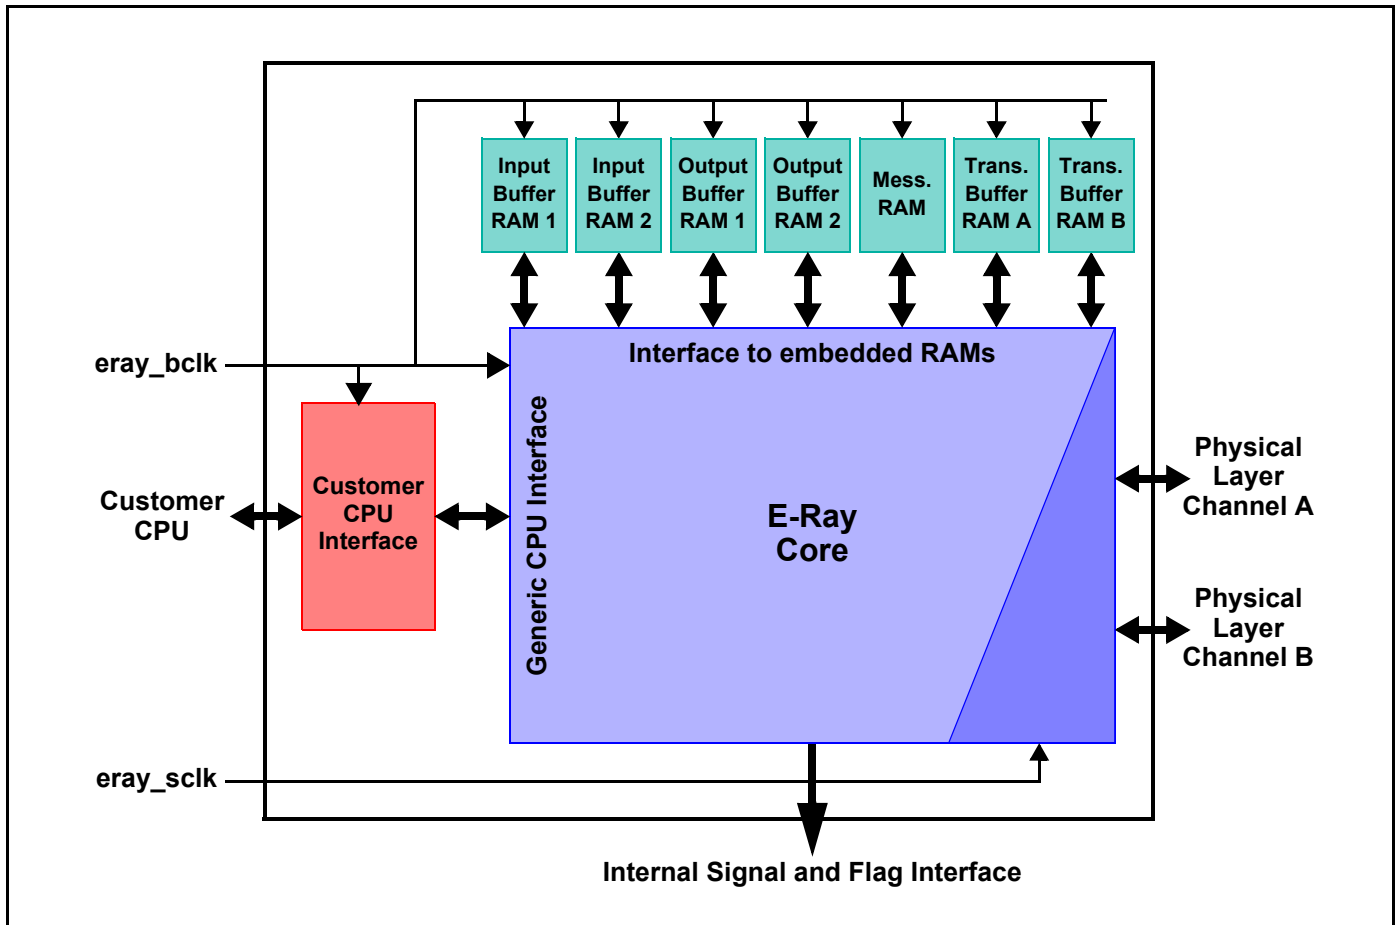 Input
Buffer
RAM 1
Input
Buffer
RAM 2
Output
Buffer
RAM 1
Output
Buffer
RAM 2
Mess.
RAM
Trans.
Buffer
RAM A
Trans.
Buffer
RAM B
eray_bclk
Interface to embedded RAMs
Generic CPU Interface
Customer
CPU
Customer
CPU
Interface
E-Ray
Core
Physical
Layer
Channel A
Physical
Layer
Channel B
eray_sclk
Internal Signal and Flag Interface